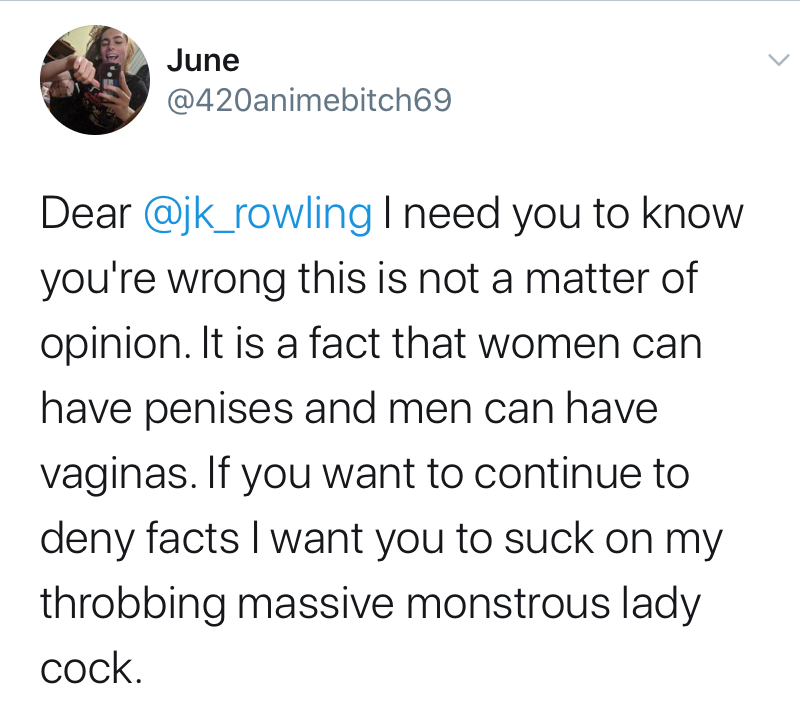 June
@420animebitch69
Dear @jk_rowling I need you to know
you're wrong this is not a matter of
opinion. It is a fact that women can
have penises and men can have
vaginas. If you want to continue to
deny facts I want you to suck on my
throbbing massive monstrous lady
cock.